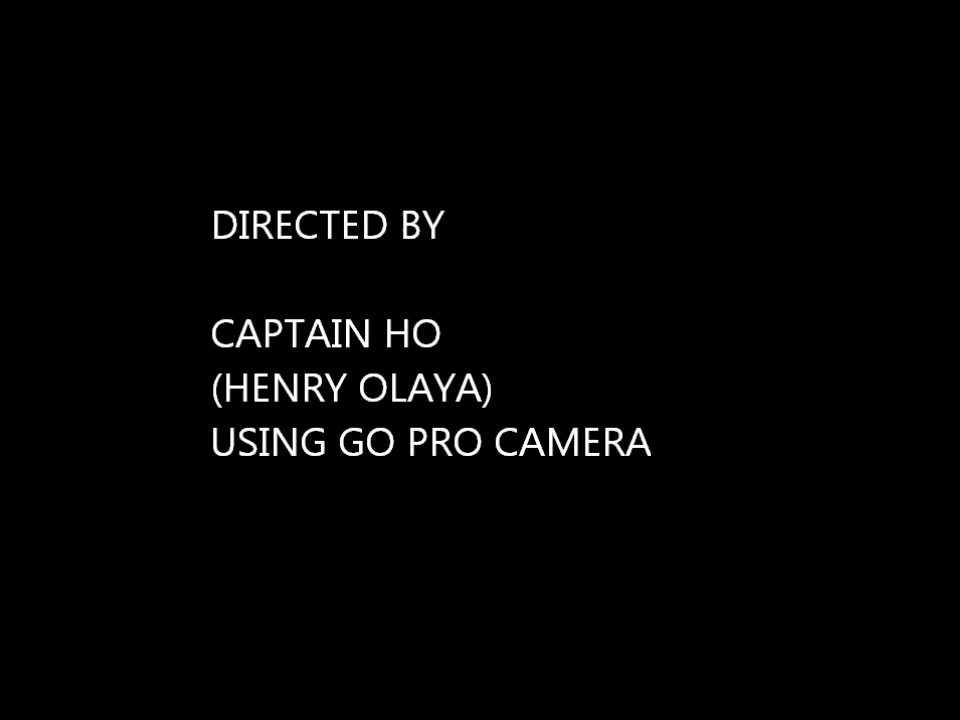 DIRECTED BY
CAPTAIN HO
(HENRY OLAYA)
USING GO PRO CAMERA